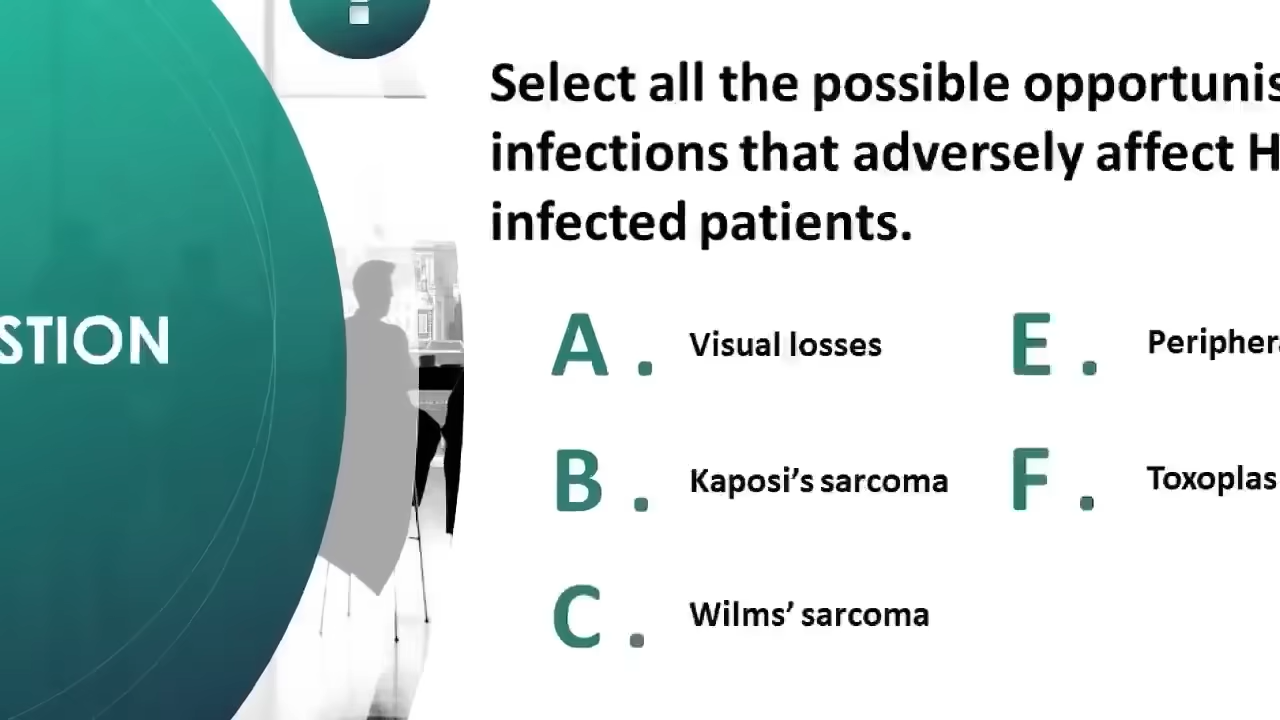 STION
Select all the possible opportunis
infections that adversely affect H
infected patients.
A. Visual losses
E. Periphera
B. Kaposi’s sarcoma
F. Toxoplas
C. Wilms’ sarcoma